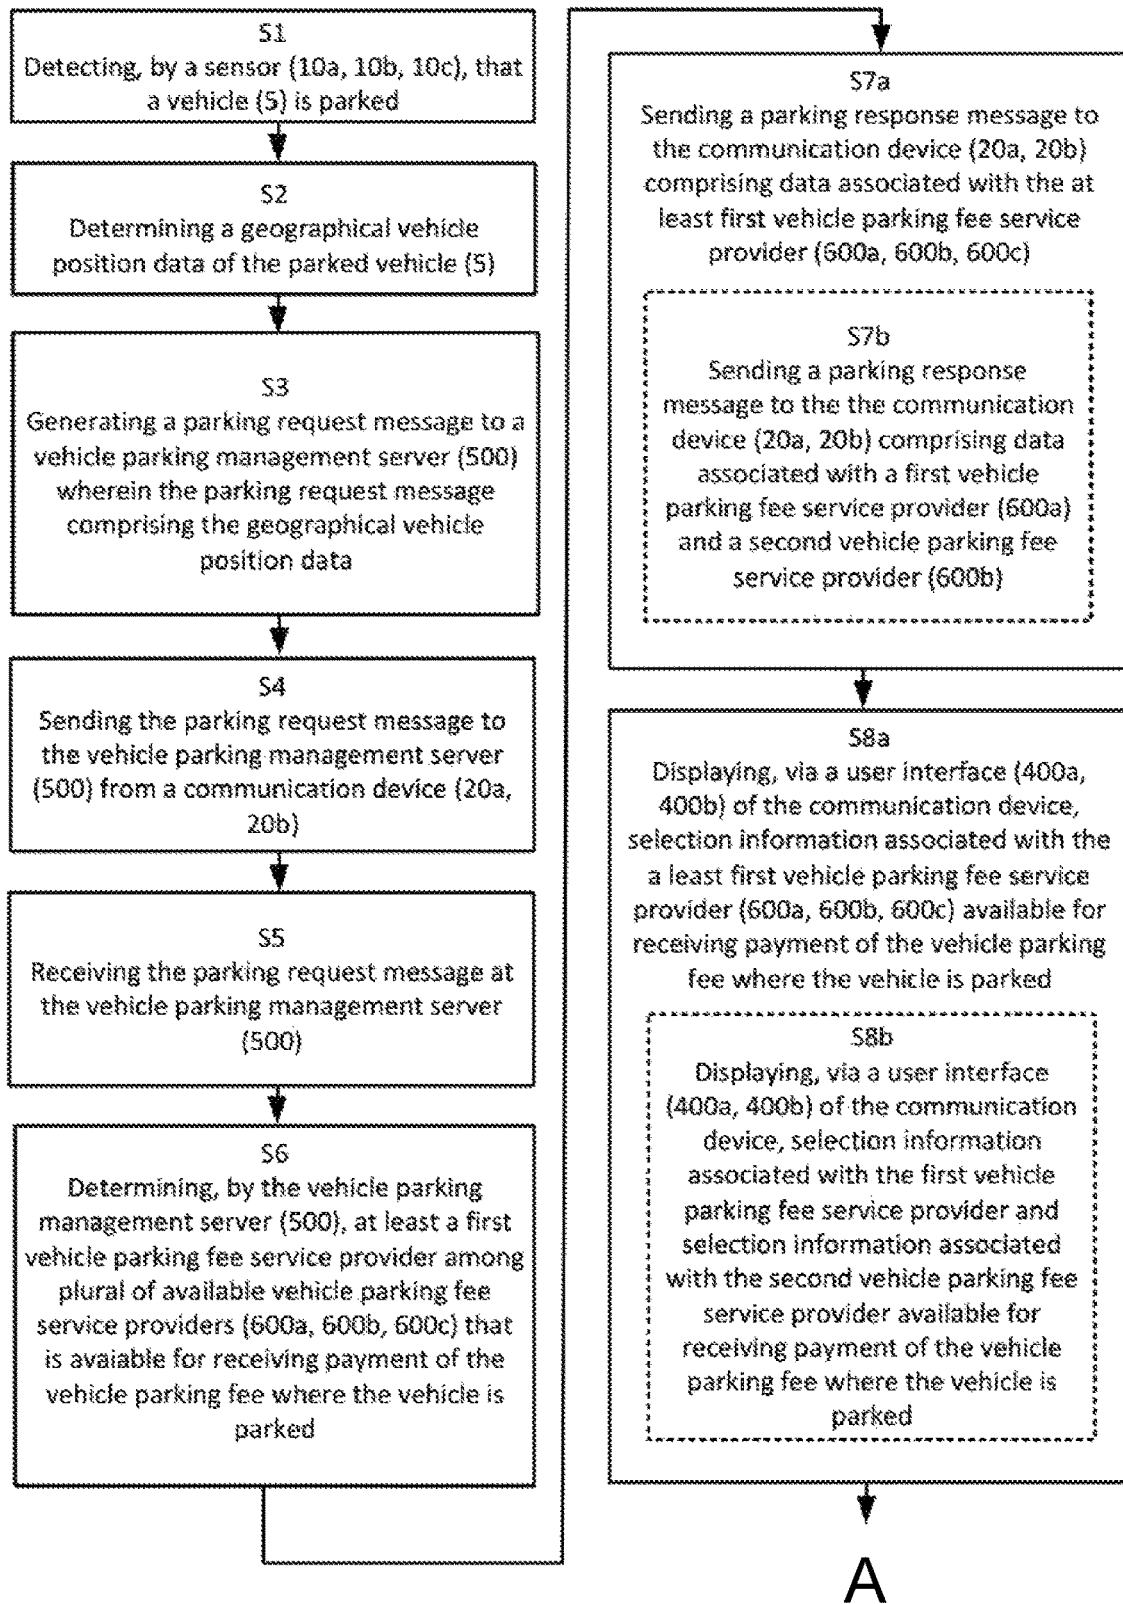 S1
Detecting, by a sensor (10a, 10b, 10c), that
a vehicle (5) is parked
S2
Determining a geographical vehicle
position data of the parked vehicle (5)
S3
Generating a parking request message to a
vehicle parking management server (500)
wherein the parking request message
comprising the geographical vehicle
position data
S4
Sending the parking request message to
the vehicle parking management server
(500) from a communication device (20a,
20b)
S5
Receiving the parking request message at
the vehicle parking management server
(500)
S6
Determining, by the vehicle parking
management server (500), at least a first
vehicle parking fee service provider among
plural of available vehicle parking fee
service providers (600a, 600b, 600c) that
is avaiable for receiving payment of the
vehicle parking fee where the vehicle is
parked
S7a
Sending a parking response message to
the communication device (20a, 20b)
comprising data associated with the at
least first vehicle parking fee service
provider (600a, 600b, 600c)
S7b
Sending a parking response
message to the the communication
device (20a, 20b) comprising data
associated with a first vehicle
parking fee service provider (600a)
and a second vehicle parking fee
service provider (600b)
S8a
Displaying, via a user interface (400a,
400b) of the communication device,
selection information associated with the
a least first vehicle parking fee service
provider (600a, 600b, 600c) available for
receiving payment of the vehicle parking
fee where the vehicle is parked
S8b
Displaying, via a user interface
(400a, 400b) of the communication
device, selection information
associated with the first vehicle
parking fee service provider and
selection information associated
with the second vehicle parking fee
service provider available for
receiving payment of the vehicle
parking fee where the vehicle is
parked
A